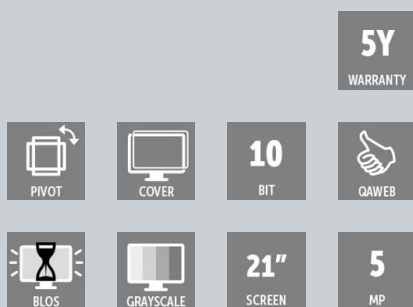 5Y
WARRANTY
PIVOT
COVER
10
BIT
QAWEB
BLOS
GRAYSCALE
21"
SCREEN
5
MP